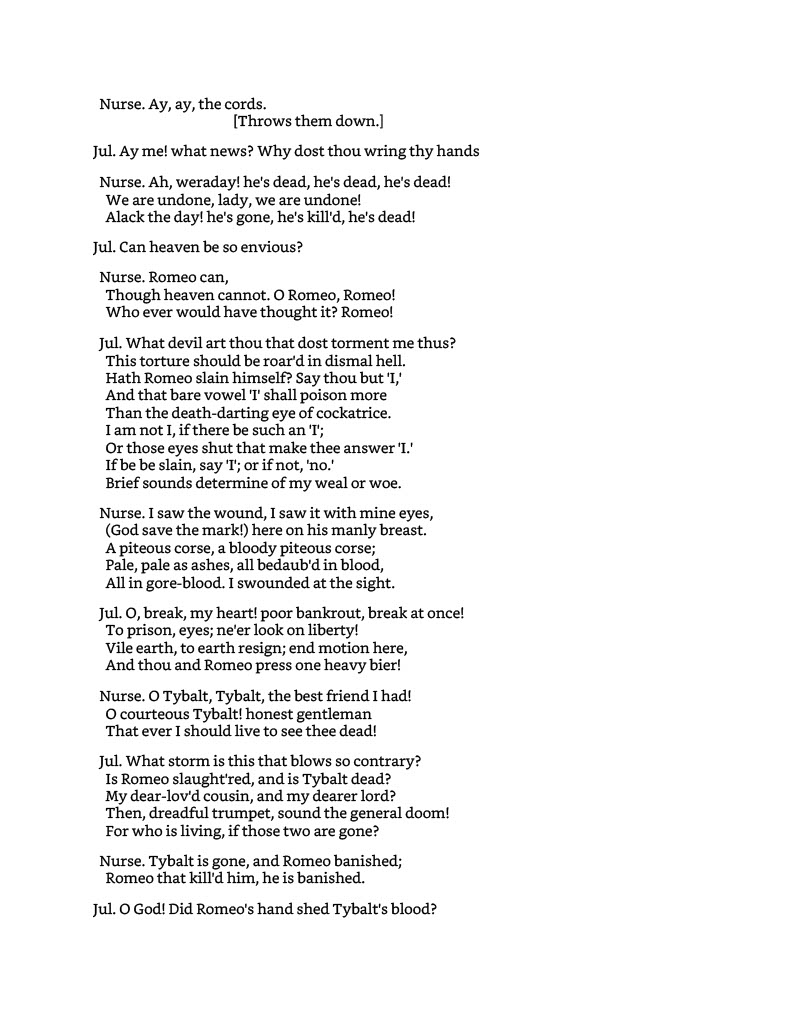 Nurse. Ay, ay, the cords.
[Throws them down.]
Jul. Ay me! what news? Why dost thou wring thy hands
Nurse. Ah, weraday! he's dead, he's dead, he's dead!
We are undone, lady, we are undone!
Alack the day! he's gone, he's kill'd, he's dead!
Jul. Can heaven be so envious?
Nurse. Romeo can,
Though heaven cannot. O Romeo, Romeo!
Who ever would have thought it? Romeo!
Jul. What devil art thou that dost torment me thus?
This torture should be roar'd in dismal hell.
Hath Romeo slain himself? Say thou but 'I,'
And that bare vowel 'I' shall poison more
Than the death-darting eye of cockatrice.
I am not I, if there be such an 'I';
Or those eyes shut that make thee answer 'I.'
If be be slain, say 'I'; or if not, 'no.'
Brief sounds determine of my weal or woe.
Nurse. I saw the wound, I saw it with mine eyes,
(God save the mark!) here on his manly breast.
A piteous corse, a bloody piteous corse;
Pale, pale as ashes, all bedaub'd in blood,
All in gore-blood. I swounded at the sight.
Jul. O, break, my heart! poor bankrout, break at once!
To prison, eyes; ne'er look on liberty!
Vile earth, to earth resign; end motion here,
And thou and Romeo press one heavy bier!
Nurse. O Tybalt, Tybalt, the best friend I had!
O courteous Tybalt! honest gentleman
That ever I should live to see thee dead!
Jul. What storm is this that blows so contrary?
Is Romeo slaught'red, and is Tybalt dead?
My dear-lov'd cousin, and my dearer lord?
Then, dreadful trumpet, sound the general doom!
For who is living, if those two are gone?
Nurse. Tybalt is gone, and Romeo banished;
Romeo that kill'd him, he is banished.
Jul. O God! Did Romeo's hand shed Tybalt's blood?